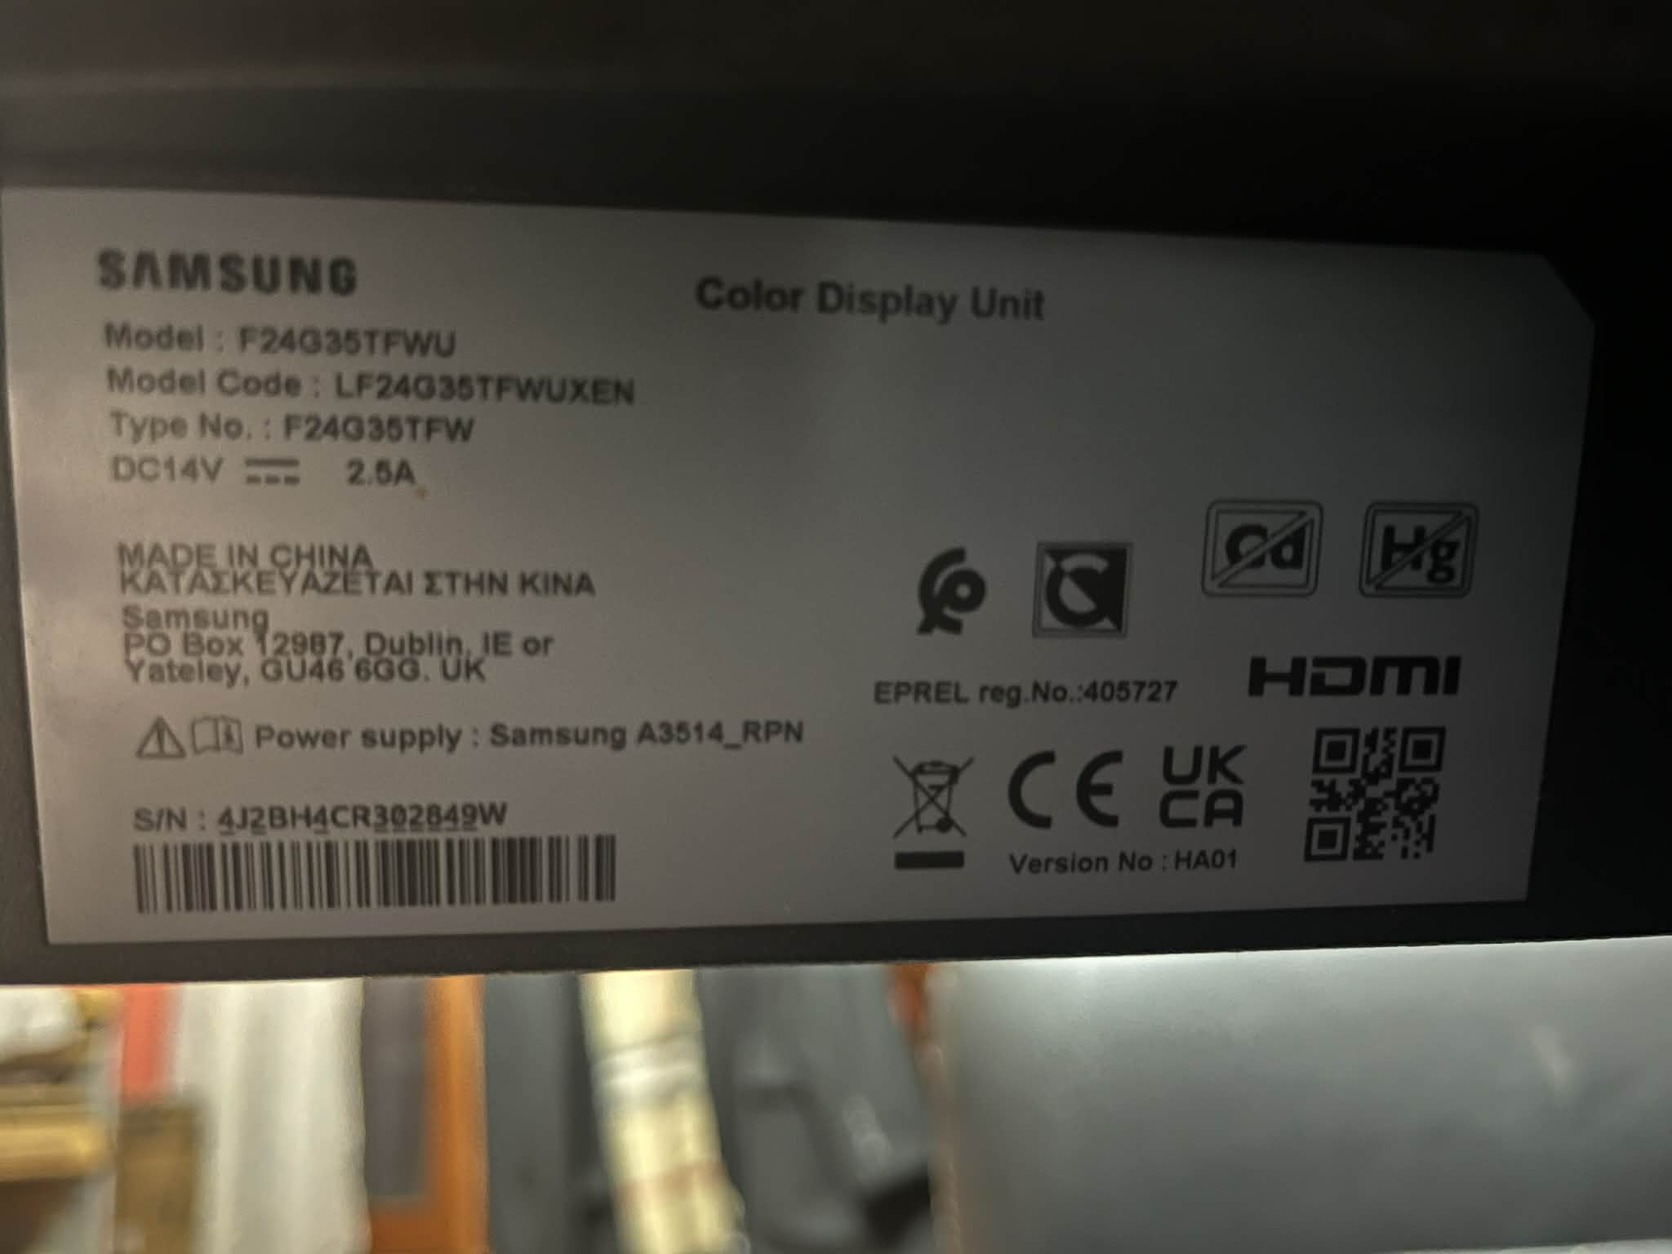 SAMSUNG
Color Display Unit
Model : F24G35TFWU
Model Code : LF24G35TFWUXEN
Type No. : F24G35TFW
DC14V 2.5A
MADE IN CHINA
ΚΑΤΑΣΚΕΥΑΖΕΤΑΙ ΣΤΗΝ ΚΙΝΑ
Samsung
PO Box 12987, Dublin, IE or
Yateley, GU46 6GG. UK
Power supply : Samsung A3514_RPN
S/N : 4J2BH4CR302849W
Cd
Hg
EPREL reg.No.:405727
HDMI
CE
UK
CA
Version No : HA01